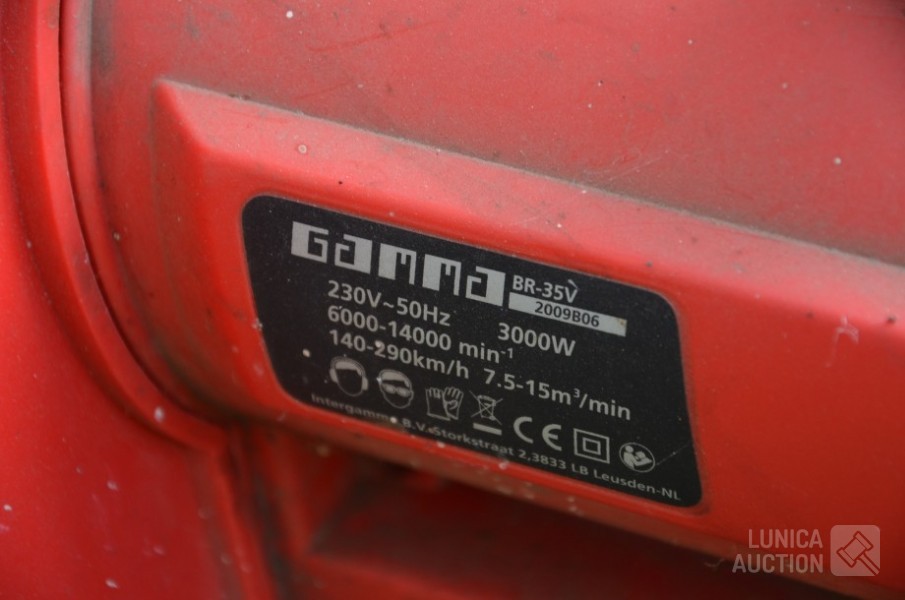 GAMMA BR-35V
2009B06
230V~50Hz 3000W
6000-14000 min⁻¹
140-290km/h 7.5-15m³/min
CE
Intergamma B.V. Storkstraat 2,3833 LB Leusden-NL
LUNICA
AUCTION